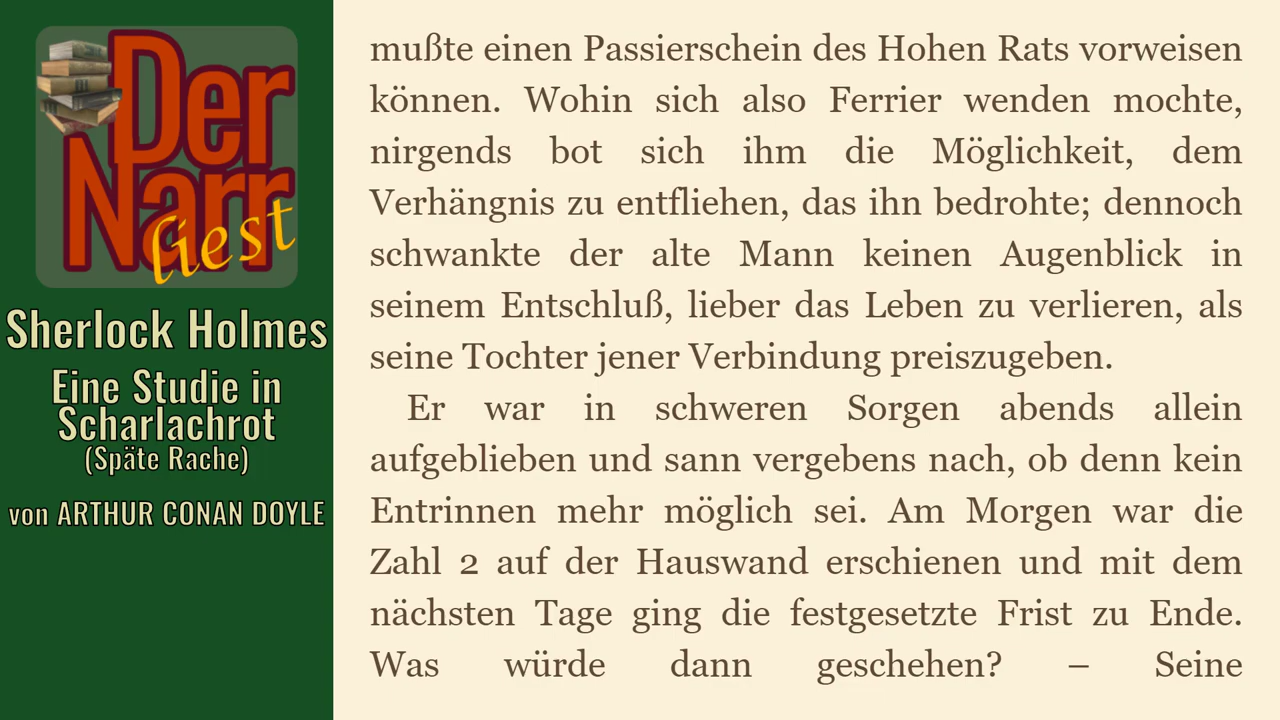 Der
Narr
liest
Sherlock Holmes
Eine Studie in
Scharlachrot
(Späte Rache)
von ARTHUR CONAN DOYLE
mußte einen Passierschein des Hohen Rats vorweisen
können. Wohin sich also Ferrier wenden mochte,
nirgends bot sich ihm die Möglichkeit, dem
Verhängnis zu entfliehen, das ihn bedrohte; dennoch
schwankte der alte Mann keinen Augenblick in
seinem Entschluß, lieber das Leben zu verlieren, als
seine Tochter jener Verbindung preiszugeben.
Er war in schweren Sorgen abends allein
aufgeblieben und sann vergebens nach, ob denn kein
Entrinnen mehr möglich sei. Am Morgen war die
Zahl 2 auf der Hauswand erschienen und mit dem
nächsten Tage ging die festgesetzte Frist zu Ende.
Was würde dann geschehen? – Seine